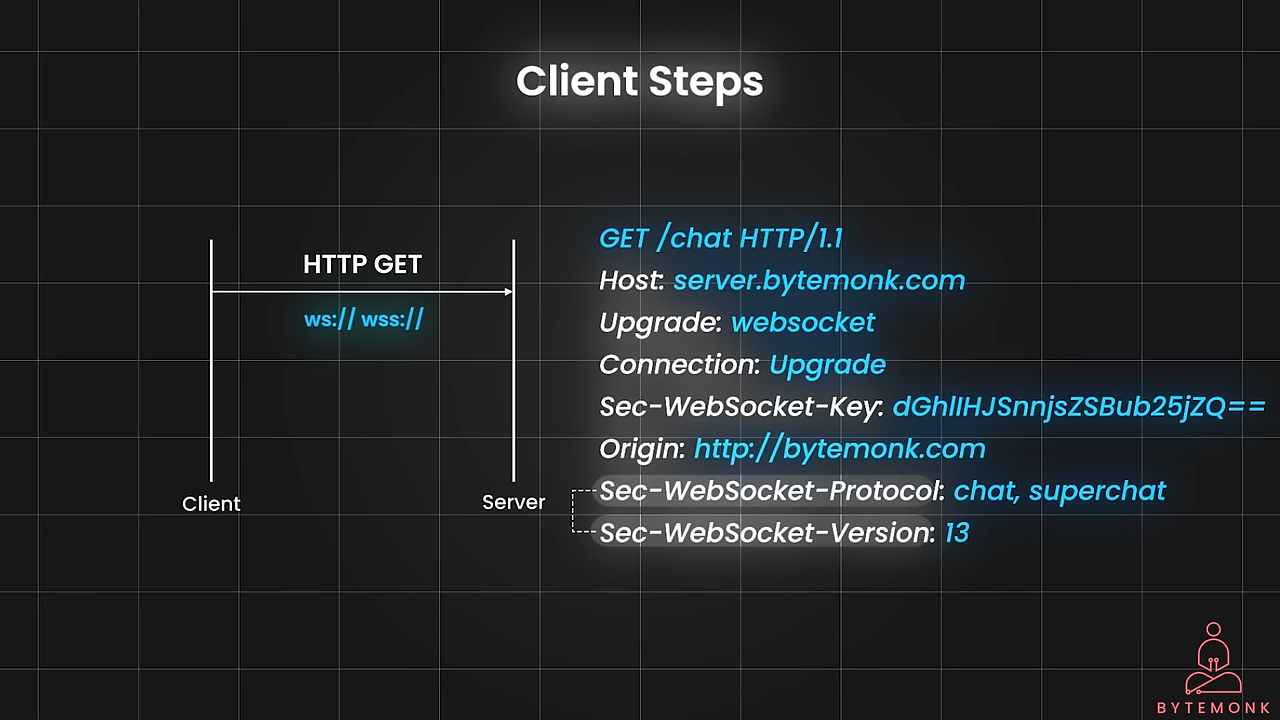 Client Steps
HTTP GET
ws:// wss://
Client
Server
GET /chat HTTP/1.1
Host: server.bytemonk.com
Upgrade: websocket
Connection: Upgrade
Sec-WebSocket-Key: dGhlIHJSnnjsZSBub25jZQ==
Origin: http://bytemonk.com
Sec-WebSocket-Protocol: chat, superchat
Sec-WebSocket-Version: 13
BYTEMONK